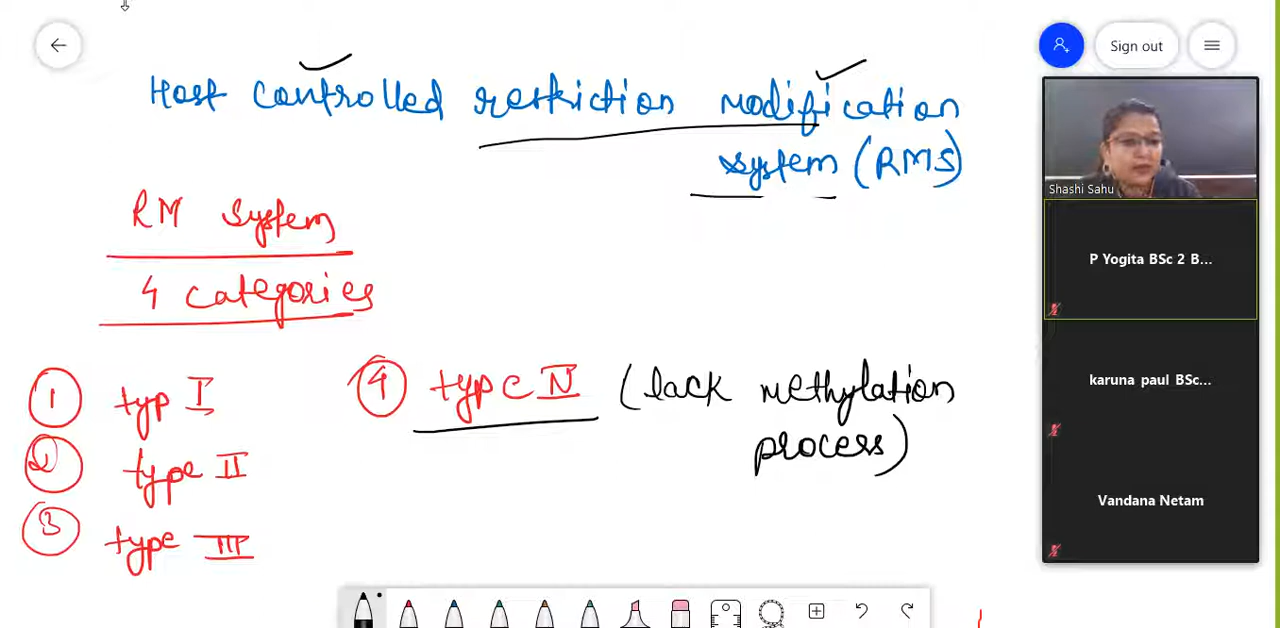 Host controlled restriction modification
system (RMS)
RM system
4 categories
1 typ I
2 type II
3 type III
4 type IV (lack methylation
process)
Sign out
Shashi Sahu
P Yogita BSc 2 B...
karuna paul BSc...
Vandana Netam